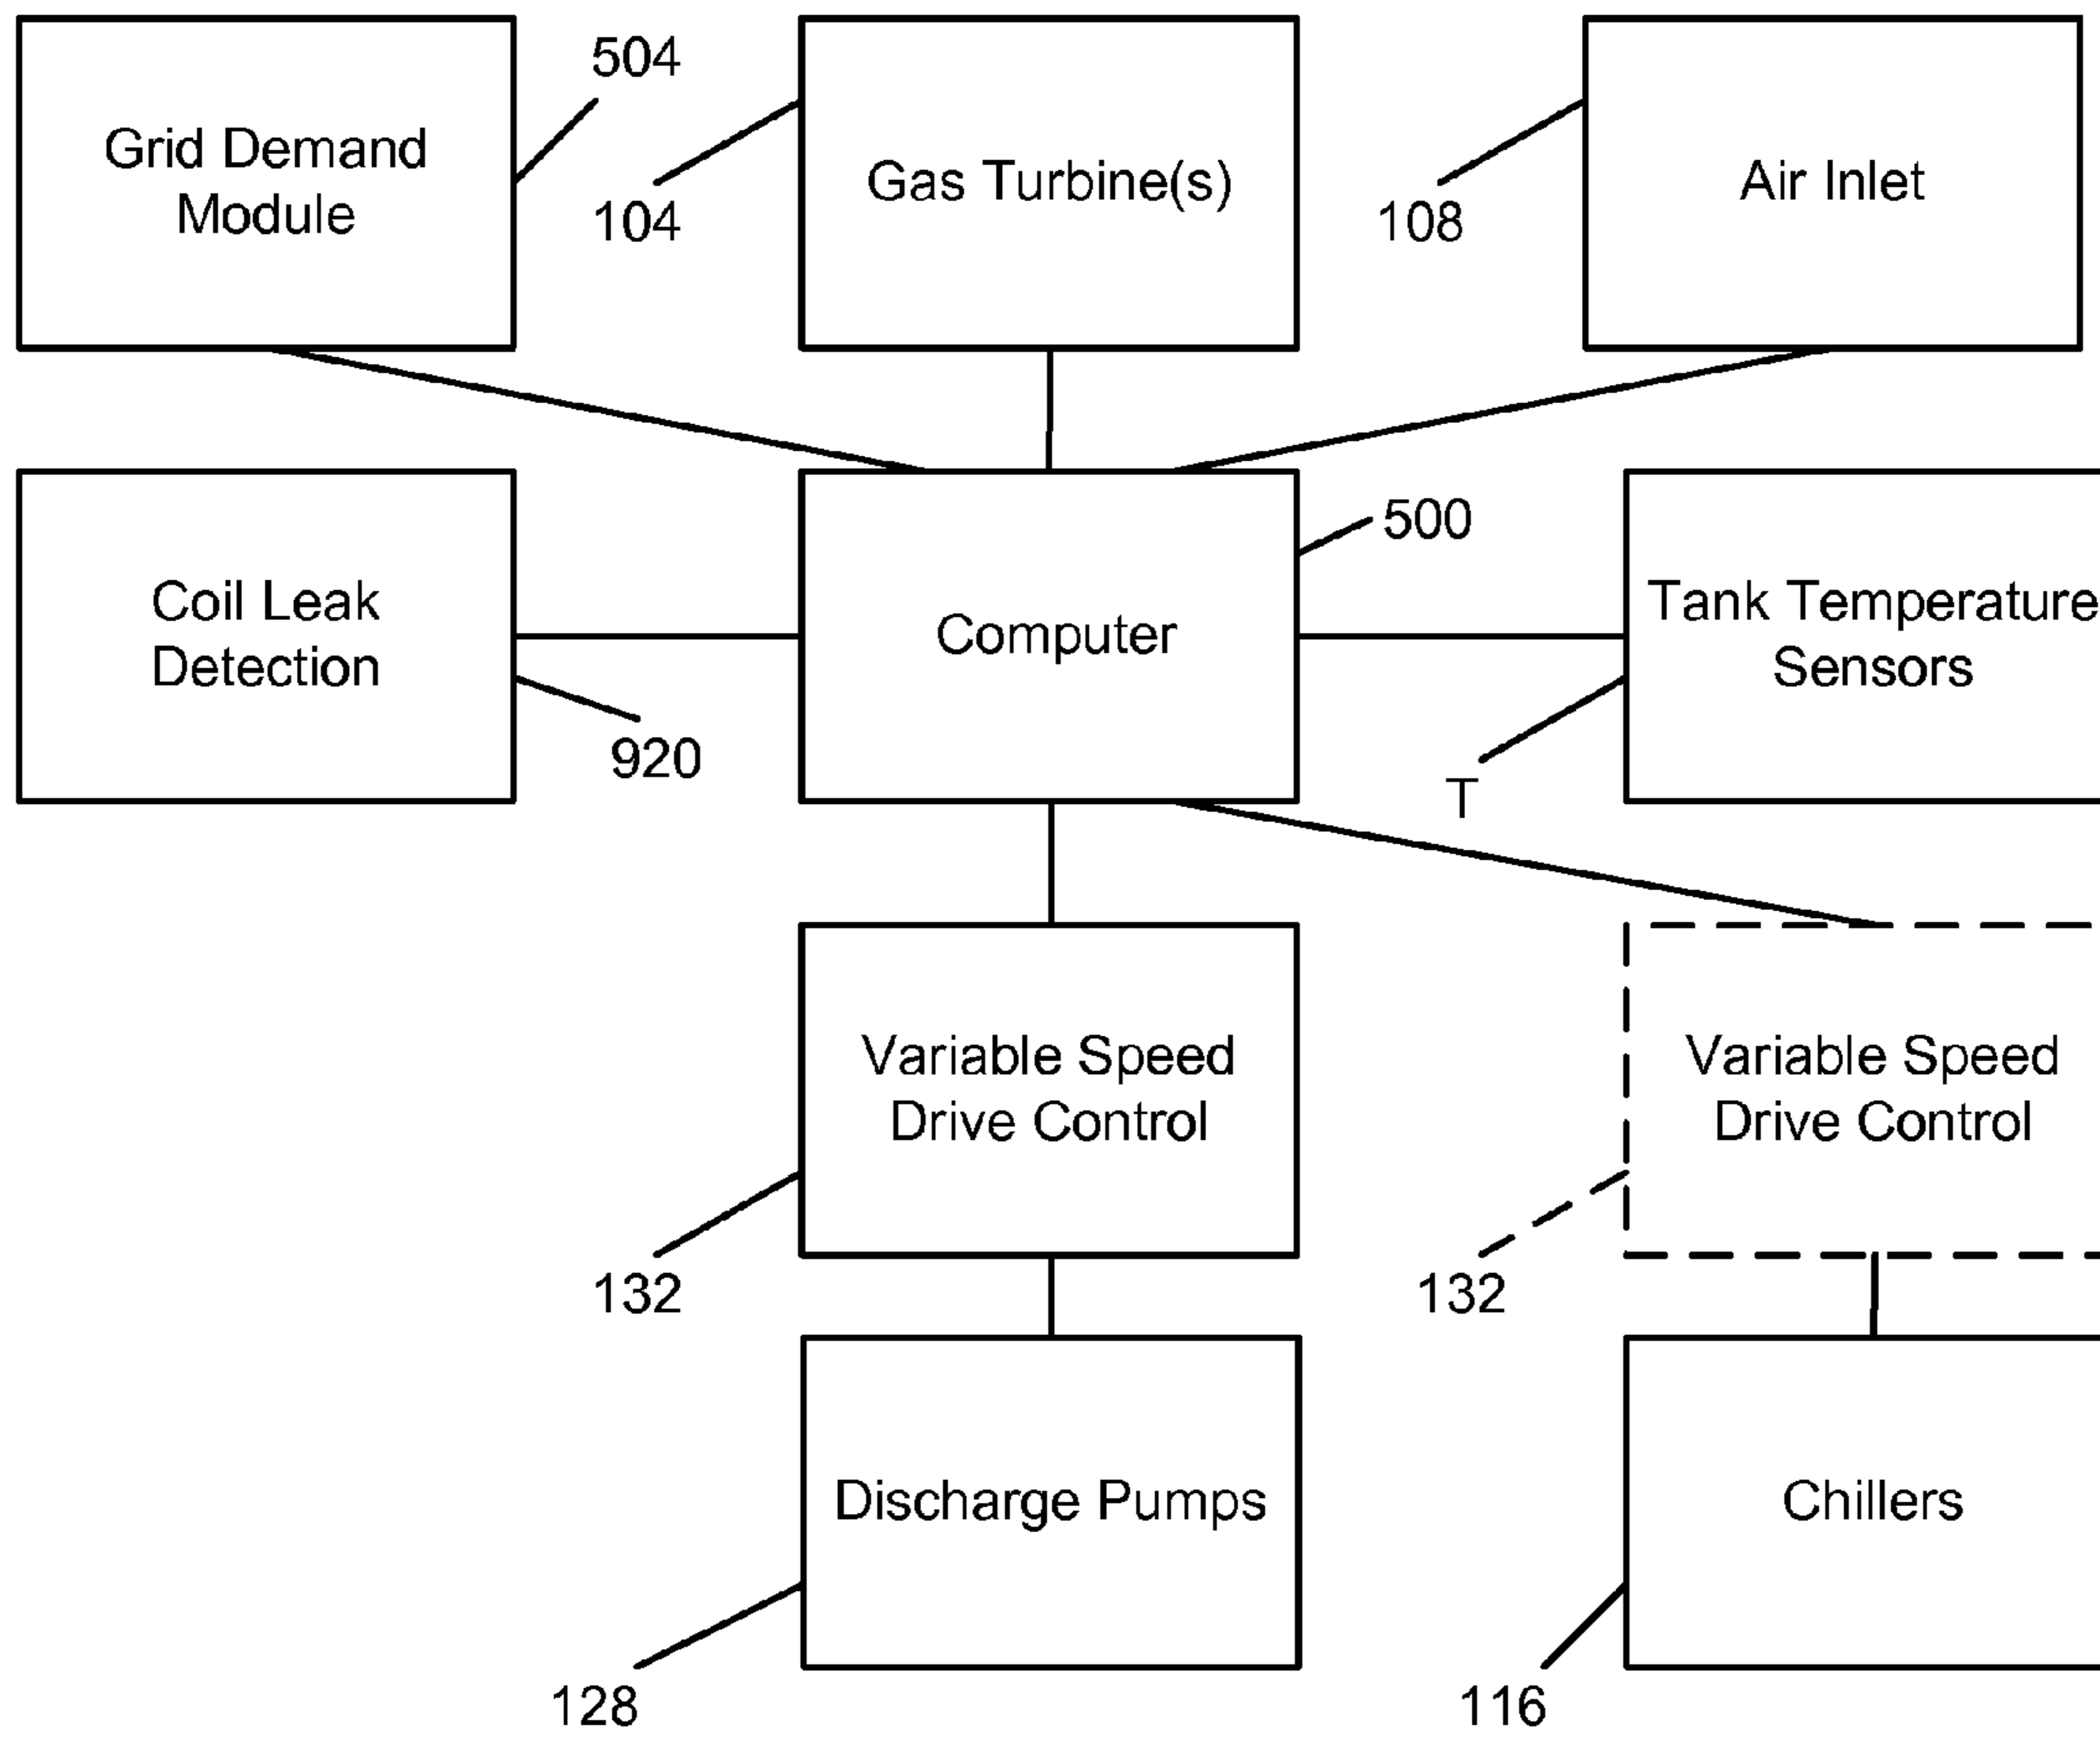 504
Grid Demand
Module
104
Gas Turbine(s)
108
Air Inlet
Coil Leak
Detection
920
Computer
500
Tank Temperature
Sensors
T
Variable Speed
Drive Control
132
Variable Speed
Drive Control
132
Discharge Pumps
128
Chillers
116